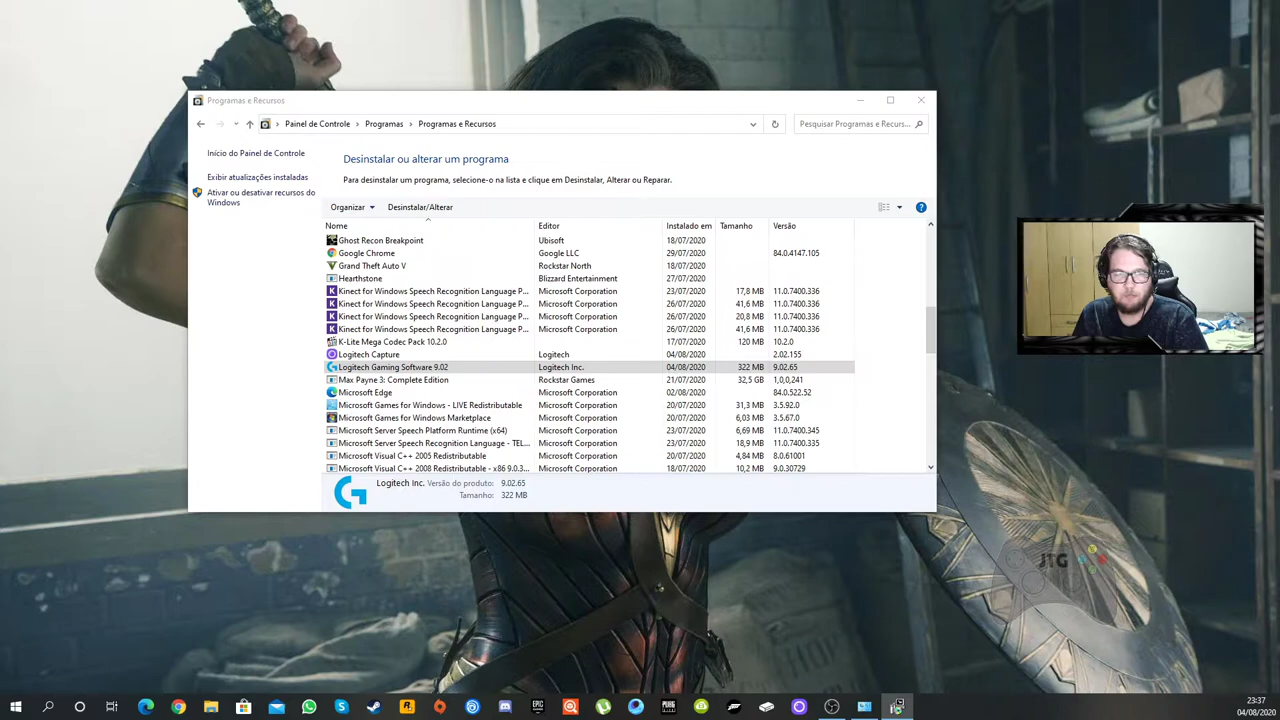 Programas e Recursos
Painel de Controle > Programas > Programas e Recursos
Pesquisar Programas e Recurs...
Início do Painel de Controle
Exibir atualizações instaladas
Ativar ou desativar recursos do
Windows
Desinstalar ou alterar um programa
Para desinstalar um programa, selecione-o na lista e clique em Desinstalar, Alterar ou Reparar.
Organizar Desinstalar/Alterar
Nome Editor Instalado em Tamanho Versão
Ghost Recon Breakpoint Ubisoft 18/07/2020
Google Chrome Google LLC 29/07/2020 84.0.4147.105
Grand Theft Auto V Rockstar North 18/07/2020
Hearthstone Blizzard Entertainment 27/07/2020
Kinect for Windows Speech Recognition Language P... Microsoft Corporation 23/07/2020 17,8 MB 11.0.7400.336
Kinect for Windows Speech Recognition Language P... Microsoft Corporation 26/07/2020 41,6 MB 11.0.7400.336
Kinect for Windows Speech Recognition Language P... Microsoft Corporation 26/07/2020 20,8 MB 11.0.7400.336
Kinect for Windows Speech Recognition Language P... Microsoft Corporation 26/07/2020 41,6 MB 11.0.7400.336
K-Lite Mega Codec Pack 10.2.0 17/07/2020 120 MB 10.2.0
Logitech Capture Logitech 04/08/2020 2.02.155
Logitech Gaming Software 9.02 Logitech Inc. 04/08/2020 322 MB 9.02.65
Max Payne 3: Complete Edition Rockstar Games 21/07/2020 32,5 GB 1,0,0,241
Microsoft Edge Microsoft Corporation 02/08/2020 84.0.522.52
Microsoft Games for Windows - LIVE Redistributable Microsoft Corporation 20/07/2020 31,3 MB 3.5.92.0
Microsoft Games for Windows Marketplace Microsoft Corporation 20/07/2020 6,03 MB 3.5.67.0
Microsoft Server Speech Platform Runtime (x64) Microsoft Corporation 23/07/2020 6,69 MB 11.0.7400.345
Microsoft Server Speech Recognition Language - TEL... Microsoft Corporation 23/07/2020 18,9 MB 11.0.7400.335
Microsoft Visual C++ 2005 Redistributable Microsoft Corporation 20/07/2020 4,84 MB 8.0.61001
Microsoft Visual C++ 2008 Redistributable - x86 9.0.3... Microsoft Corporation 18/07/2020 10,2 MB 9.0.30729
Logitech Inc. Versão do produto: 9.02.65
Tamanho: 322 MB
JTG
EPIC
PUBG
23:37
04/08/2020